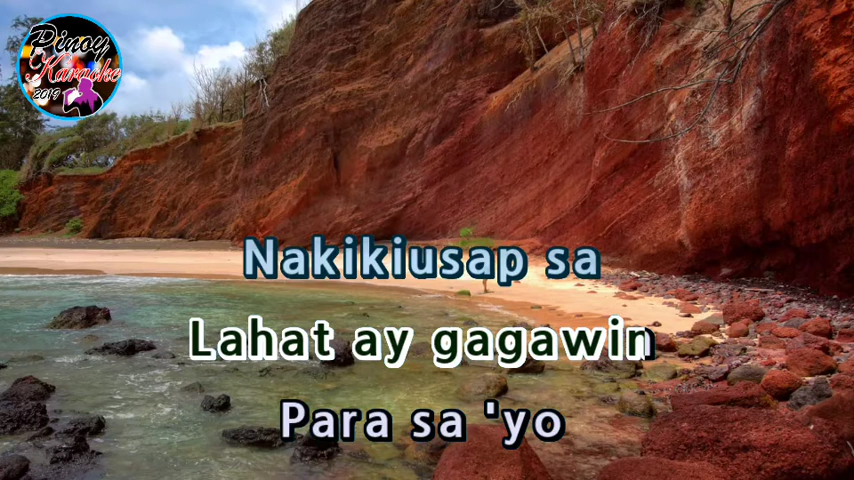 Pinoy
Karaoke
2019
Nakikiusap sa
Lahat ay gagawin
Para sa 'yo